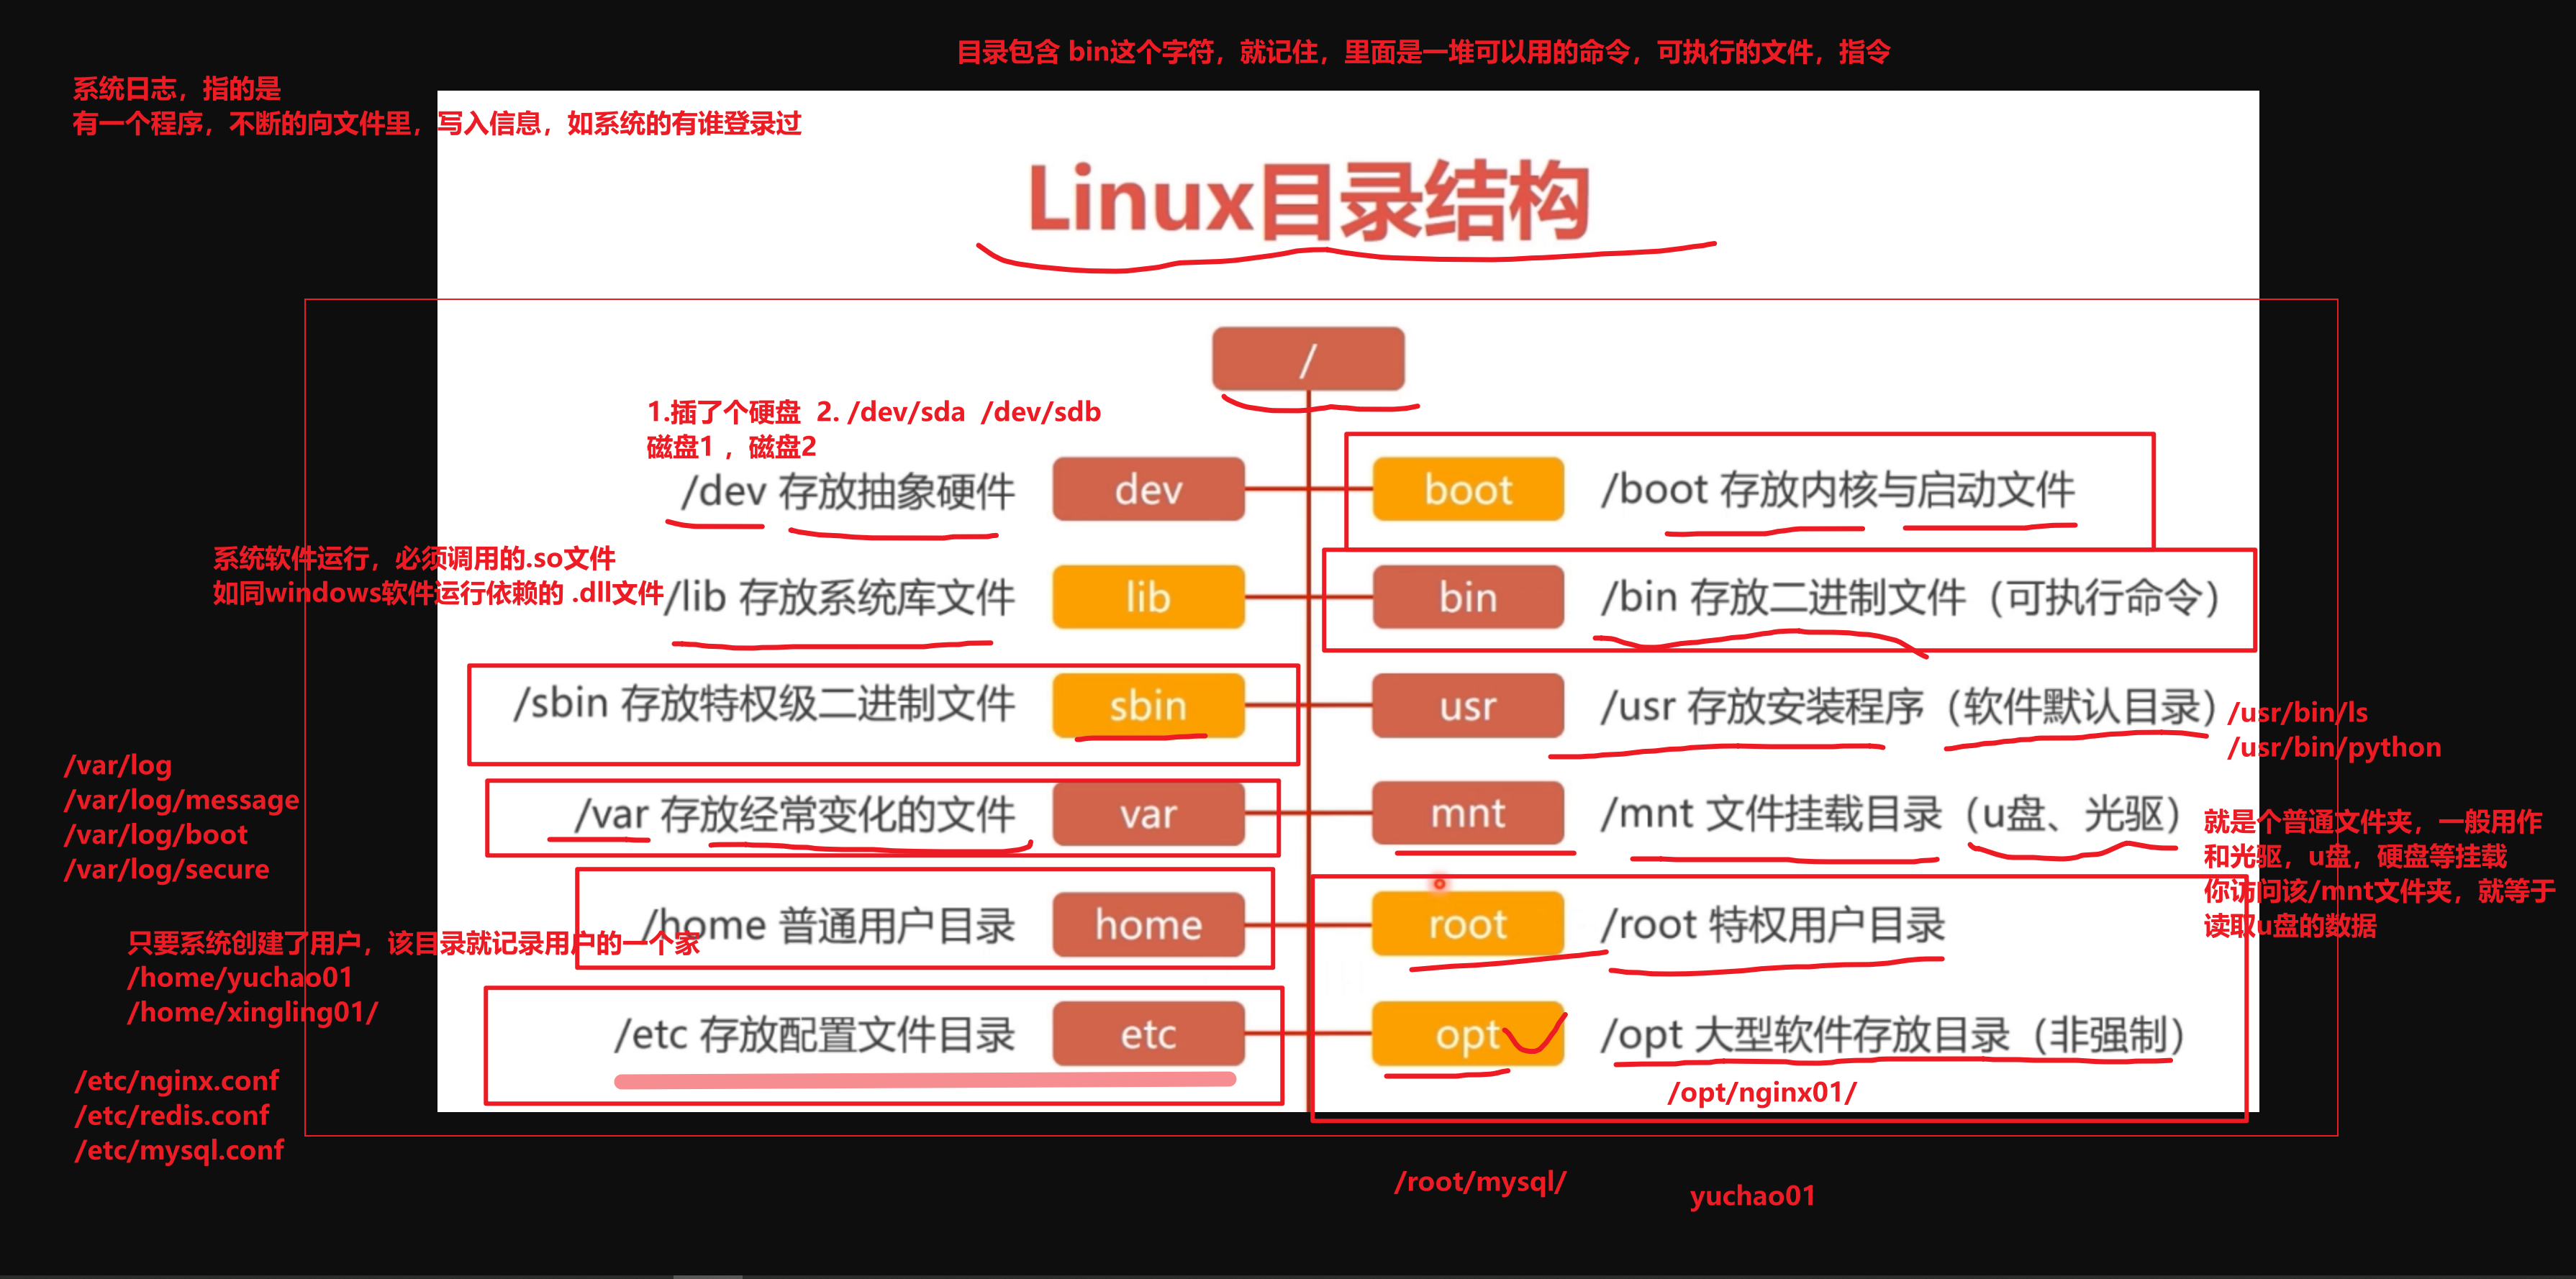 目录包含 bin这个字符，就记住，里面是一堆可以用的命令，可执行的文件，指令
系统日志，指的是
有一个程序，不断的向文件里，写入信息，如系统的有谁登录过
Linux目录结构
/
1.插了个硬盘 2. /dev/sda /dev/sdb
磁盘1 ，磁盘2
/dev 存放抽象硬件
dev
boot
/boot 存放内核与启动文件
系统软件运行，必须调用的.so文件
如同windows软件运行依赖的 .dll文件
/lib 存放系统库文件
lib
bin
/bin 存放二进制文件（可执行命令）
/sbin 存放特权级二进制文件
sbin
usr
/usr 存放安装程序（软件默认目录）
/usr/bin/ls
/usr/bin/python
/var/log
/var/log/message
/var/log/boot
/var/log/secure
/var 存放经常变化的文件
var
mnt
/mnt 文件挂载目录（u盘、光驱）
就是个普通文件夹，一般用作
和光驱，u盘，硬盘等挂载
你访问该/mnt文件夹，就等于
读取u盘的数据
/home 普通用户目录
home
root
/root 特权用户目录
只要系统创建了用户，该目录就记录用户的一个家
/home/yuchao01
/home/xingling01/
/etc 存放配置文件目录
etc
opt
/opt 大型软件存放目录（非强制）
/opt/nginx01/
/etc/nginx.conf
/etc/redis.conf
/etc/mysql.conf
/root/mysql/
yuchao01